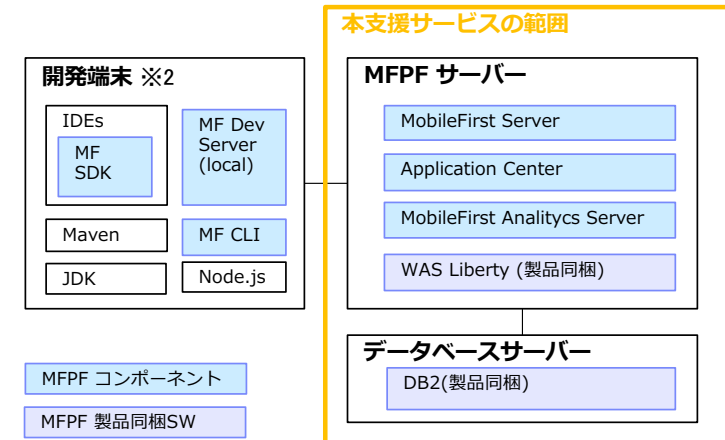 本支援サービスの範囲
開発端末 ※2
IDEs
MF
SDK
MF Dev
Server
(local)
Maven
MF CLI
JDK
Node.js
MFPF サーバー
MobileFirst Server
Application Center
MobileFirst Analitycs Server
WAS Liberty (製品同梱)
データベースサーバー
DB2(製品同梱)
MFPF コンポーネント
MFPF 製品同梱SW